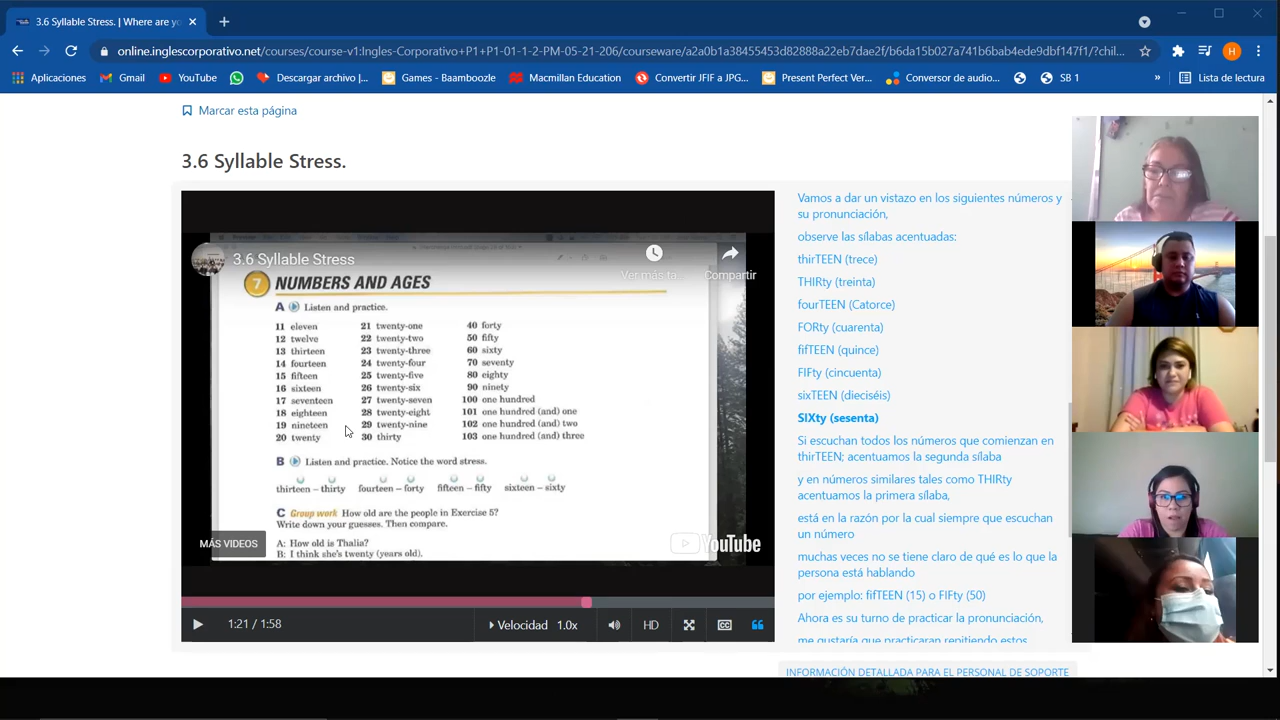 3.6 Syllable Stress. | Where are yo
online.inglescorporativo.net/courses/course-v1:Ingles-Corporativo+P1+P1-01-1-2-PM-05-21-206/courseware/a2a0b1a38455453d82888a22eb7dae2f/b6da15b027a741b6bab4ede9dbf147f1/?chil...
H
Aplicaciones Gmail YouTube Descargar archivo |... Games - Baamboozle Macmillan Education Convertir JFIF a JPG... Present Perfect Ver... Conversor de audio... SB 1 » Lista de lectura
Marcar esta página
3.6 Syllable Stress.
3.6 Syllable Stress
Ver más ta... Compartir
7 NUMBERS AND AGES
A Listen and practice.
11 eleven 21 twenty-one 40 forty
12 twelve 22 twenty-two 50 fifty
13 thirteen 23 twenty-three 60 sixty
14 fourteen 24 twenty-four 70 seventy
15 fifteen 25 twenty-five 80 eighty
16 sixteen 26 twenty-six 90 ninety
17 seventeen 27 twenty-seven 100 one hundred
18 eighteen 28 twenty-eight 101 one hundred (and) one
19 nineteen 29 twenty-nine 102 one hundred (and) two
20 twenty 30 thirty 103 one hundred (and) three
B Listen and practice. Notice the word stress.
thirteen – thirty fourteen – forty fifteen – fifty sixteen – sixty
C Group work How old are the people in Exercise 5?
Write down your guesses. Then compare.
A: How old is Thalia?
B: I think she's twenty (years old).
MÁS VIDEOS
YouTube
1:21 / 1:58 Velocidad 1.0x HD
Vamos a dar un vistazo en los siguientes números y
su pronunciación,
observe las sílabas acentuadas:
thirTEEN (trece)
THIRty (treinta)
fourTEEN (Catorce)
FORty (cuarenta)
fifTEEN (quince)
FIFty (cincuenta)
sixTEEN (dieciséis)
SIXty (sesenta)
Si escuchan todos los números que comienzan en
thirTEEN; acentuamos la segunda sílaba
y en números similares tales como THIRty
acentuamos la primera sílaba,
está en la razón por la cual siempre que escuchan
un número
muchas veces no se tiene claro de qué es lo que la
persona está hablando
por ejemplo: fifTEEN (15) o FIFty (50)
Ahora es su turno de practicar la pronunciación,
me gustaría que practicaran repitiendo estos
INFORMACIÓN DETALLADA PARA EL PERSONAL DE SOPORTE